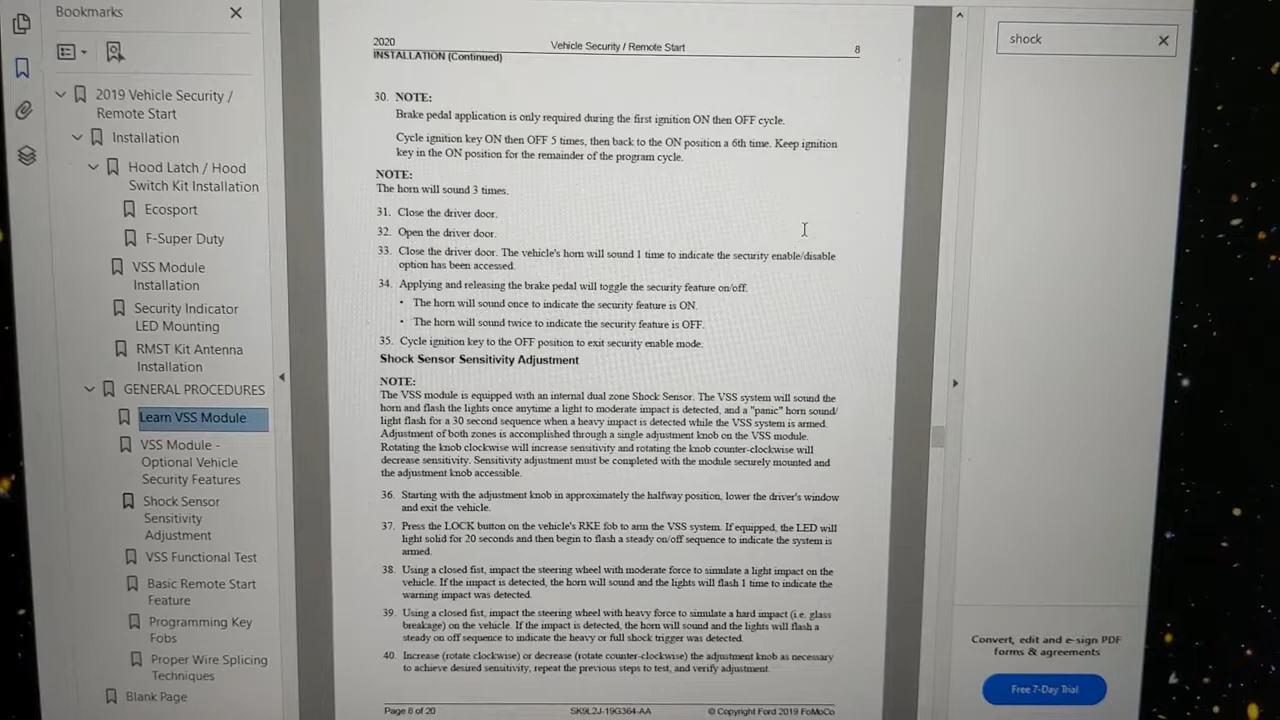 Bookmarks
2019 Vehicle Security /
Remote Start
Installation
Hood Latch / Hood
Switch Kit Installation
Ecosport
F-Super Duty
VSS Module
Installation
Security Indicator
LED Mounting
RMST Kit Antenna
Installation
GENERAL PROCEDURES
Learn VSS Module
VSS Module -
Optional Vehicle
Security Features
Shock Sensor
Sensitivity
Adjustment
VSS Functional Test
Basic Remote Start
Feature
Programming Key
Fobs
Proper Wire Splicing
Techniques
Blank Page
2020 Vehicle Security / Remote Start 8
INSTALLATION (Continued)
30. NOTE:
Brake pedal application is only required during the first ignition ON then OFF cycle.
Cycle ignition key ON then OFF 5 times, then back to the ON position a 6th time. Keep ignition
key in the ON position for the remainder of the program cycle.
NOTE:
The horn will sound 3 times.
31. Close the driver door.
32. Open the driver door.
33. Close the driver door. The vehicle's horn will sound 1 time to indicate the security enable/disable
option has been accessed.
34. Applying and releasing the brake pedal will toggle the security feature on/off.
• The horn will sound once to indicate the security feature is ON.
• The horn will sound twice to indicate the security feature is OFF.
35. Cycle ignition key to the OFF position to exit security enable mode.
Shock Sensor Sensitivity Adjustment
NOTE:
The VSS module is equipped with an internal dual zone Shock Sensor. The VSS system will sound the
horn and flash the lights once anytime a light to moderate impact is detected, and a "panic" horn sound/
light flash for a 30 second sequence when a heavy impact is detected while the VSS system is armed.
Adjustment of both zones is accomplished through a single adjustment knob on the VSS module.
Rotating the knob clockwise will increase sensitivity and rotating the knob counter-clockwise will
decrease sensitivity. Sensitivity adjustment must be completed with the module securely mounted and
the adjustment knob accessible.
36. Starting with the adjustment knob in approximately the halfway position, lower the driver's window
and exit the vehicle.
37. Press the LOCK button on the vehicle's RKE fob to arm the VSS system. If equipped, the LED will
light solid for 20 seconds and then begin to flash a steady on/off sequence to indicate the system is
armed.
38. Using a closed fist, impact the steering wheel with moderate force to simulate a light impact on the
vehicle. If the impact is detected, the horn will sound and the lights will flash 1 time to indicate the
warning impact was detected.
39. Using a closed fist, impact the steering wheel with heavy force to simulate a hard impact (i.e. glass
breakage) on the vehicle. If the impact is detected, the horn will sound and the lights will flash a
steady on off sequence to indicate the heavy or full shock trigger was detected.
40. Increase (rotate clockwise) or decrease (rotate counter-clockwise) the adjustment knob as necessary
to achieve desired sensitivity, repeat the previous steps to test, and verify adjustment.
Page 8 of 20 SK9L2J-19G364-AA © Copyright Ford 2019 FoMoCo
shock
Convert, edit and e-sign PDF
forms & agreements
Free 7-Day Trial